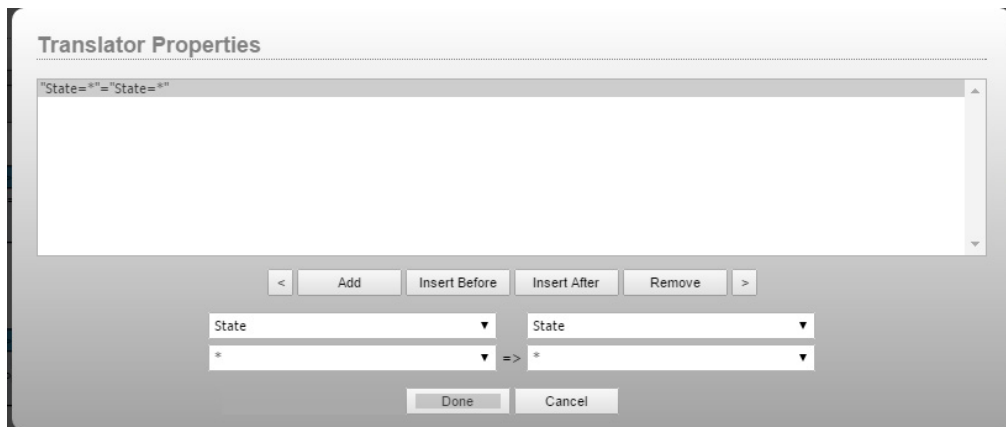 Translator Properties
"State=*"="State=*"
< Add Insert Before Insert After Remove >
State State
* => *
Done Cancel